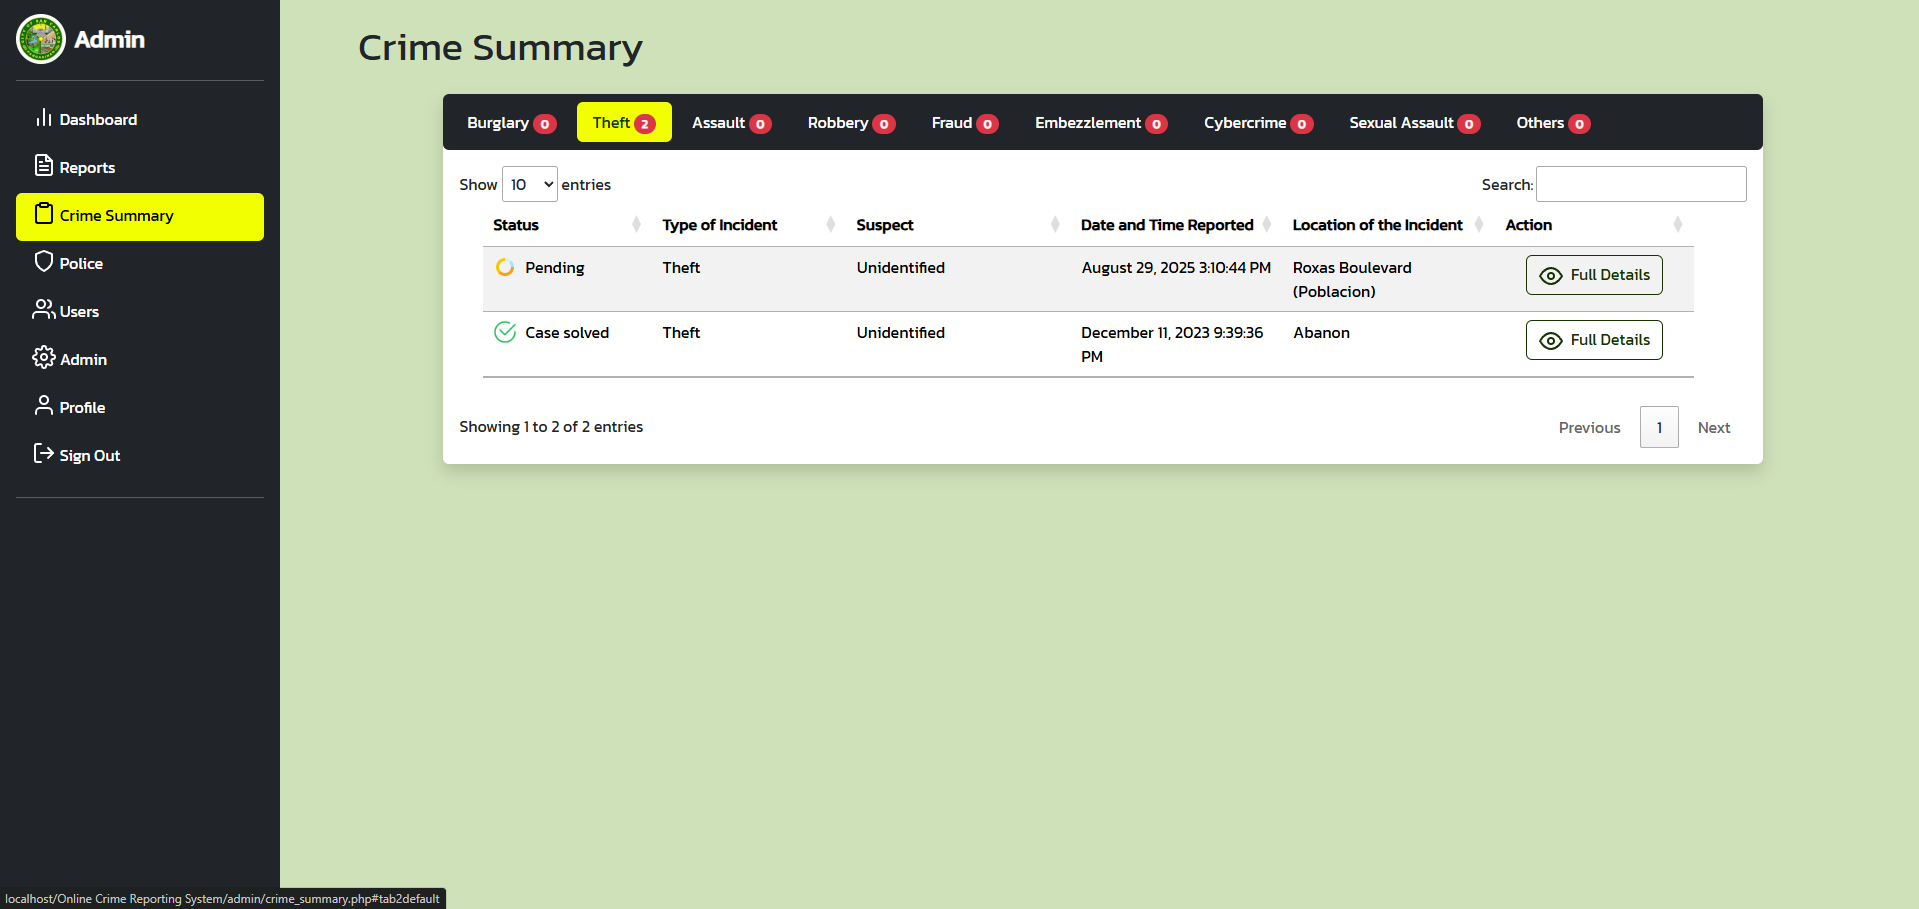 Admin
Dashboard
Reports
Crime Summary
Police
Users
Admin
Profile
Sign Out
Crime Summary
Burglary 0 Theft 2 Assault 0 Robbery 0 Fraud 0 Embezzlement 0 Cybercrime 0 Sexual Assault 0 Others 0
Show 10 entries Search:
Status Type of Incident Suspect Date and Time Reported Location of the Incident Action
Pending Theft Unidentified August 29, 2025 3:10:44 PM Roxas Boulevard Full Details
(Poblacion)
Case solved Theft Unidentified December 11, 2023 9:39:36 Abanon Full Details
PM
Showing 1 to 2 of 2 entries Previous 1 Next
localhost/Online Crime Reporting System/admin/crime_summary.php#tab2default